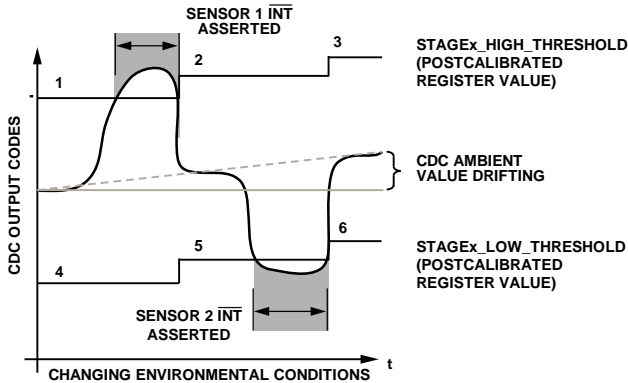 SENSOR 1 INT
ASSERTED
3
2
1
STAGEx_HIGH_THRESHOLD
(POSTCALIBRATED
REGISTER VALUE)
CDC OUTPUT CODES
CDC AMBIENT
VALUE DRIFTING
6
5
4
STAGEx_LOW_THRESHOLD
(POSTCALIBRATED
REGISTER VALUE)
SENSOR 2 INT
ASSERTED
t
CHANGING ENVIRONMENTAL CONDITIONS